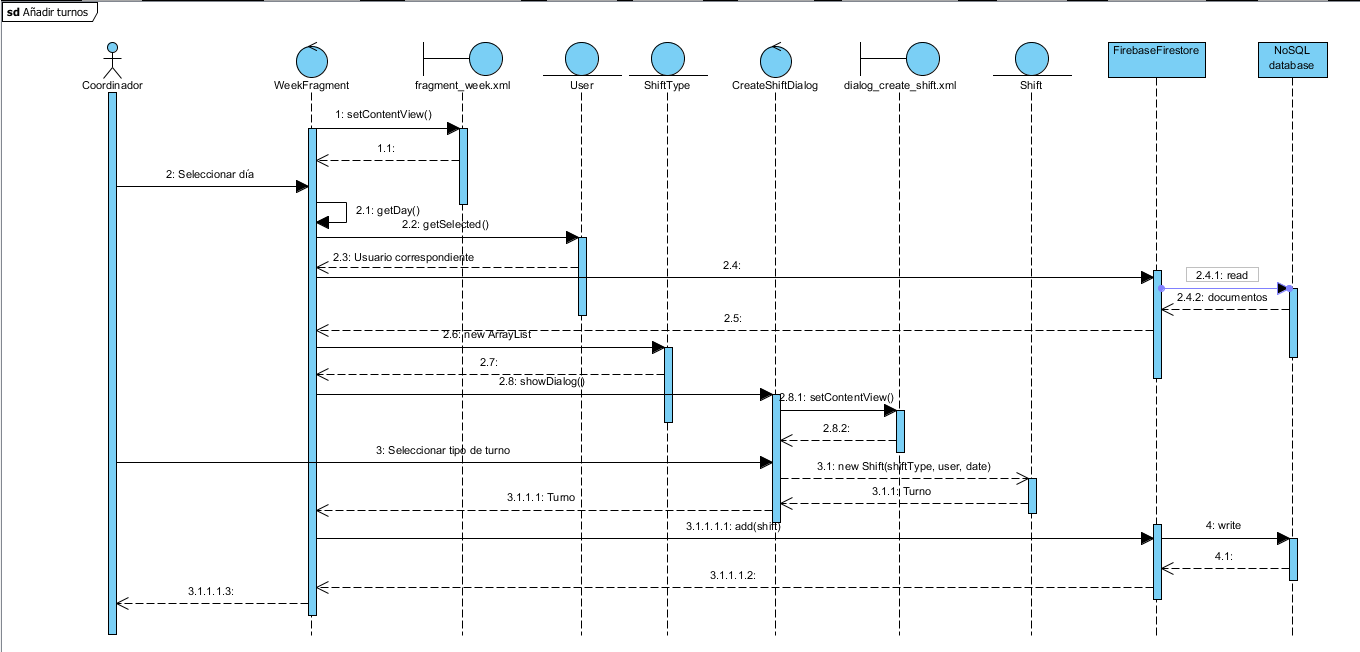 sd Añadir turnos
Coordinador
WeekFragment
fragment_week.xml
User
ShiftType
CreateShiftDialog
dialog_create_shift.xml
Shift
FirebaseFirestore
NoSQL
database
1: setContentView()
1.1:
2: Seleccionar día
2.1: getDay()
2.2: getSelected()
2.3: Usuario correspondiente
2.4:
2.4.1: read
2.4.2: documentos
2.5:
2.6: new ArrayList
2.7:
2.8: showDialog()
2.8.1: setContentView()
2.8.2:
3: Seleccionar tipo de turno
3.1: new Shift(shiftType, user, date)
3.1.1: Turno
3.1.1.1: Turno
3.1.1.1.1: add(shift)
4: write
4.1:
3.1.1.1.2:
3.1.1.1.3: